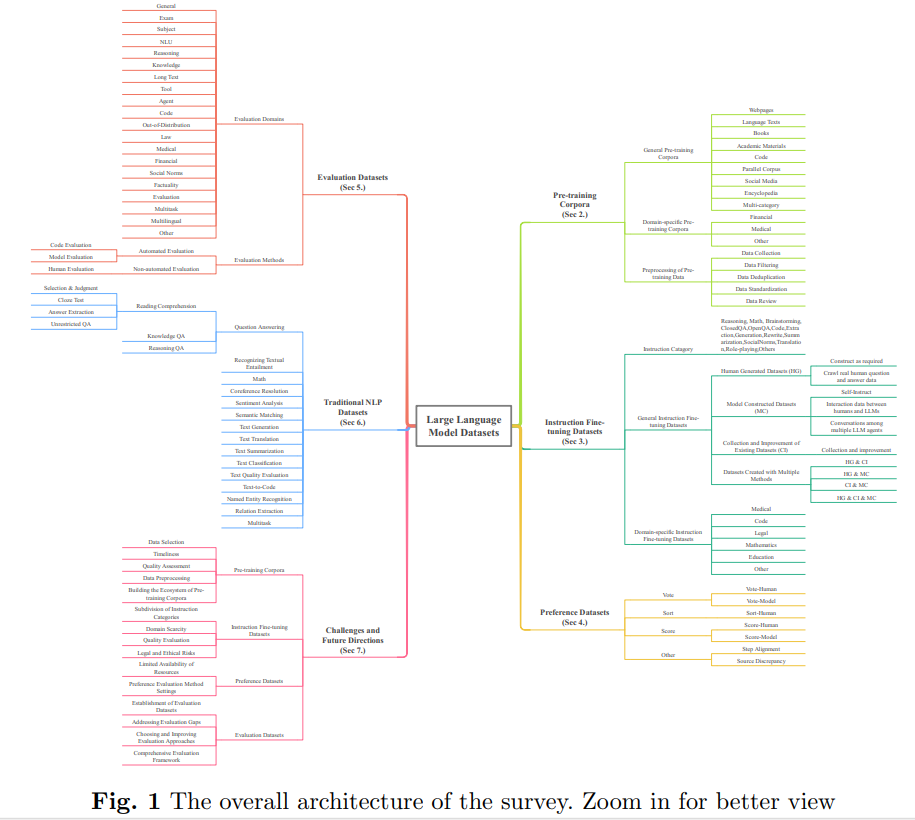 General
Exam
Subject
NLU
Reasoning
Knowledge
Long Text
Tool
Agent
Code
Out-of-Distribution
Law
Medical
Financial
Social Norms
Factuality
Evaluation
Multitask
Multilingual
Other
Evaluation Domains
Code Evaluation
Model Evaluation
Human Evaluation
Automated Evaluation
Non-automated Evaluation
Evaluation Methods
Evaluation Datasets
(Sec 5.)
Selection & Judgment
Cloze Test
Answer Extraction
Unrestricted QA
Reading Comprehension
Knowledge QA
Reasoning QA
Question Answering
Recognizing Textual
Entailment
Math
Coreference Resolution
Sentiment Analysis
Semantic Matching
Text Generation
Text Translation
Text Summarization
Text Classification
Text Quality Evaluation
Text-to-Code
Named Entity Recognition
Relation Extraction
Multitask
Traditional NLP
Datasets
(Sec 6.)
Data Selection
Timeliness
Quality Assessment
Data Preprocessing
Building the Ecosystem of Pre-
training Corpora
Pre-training Corpora
Subdivision of Instruction
Categories
Domain Scarcity
Quality Evaluation
Legal and Ethical Risks
Instruction Fine-tuning
Datasets
Limited Availability of
Resources
Preference Evaluation Method
Settings
Preference Datasets
Establishment of Evaluation
Datasets
Addressing Evaluation Gaps
Choosing and Improving
Evaluation Approaches
Comprehensive Evaluation
Framework
Evaluation Datasets
Challenges and
Future Directions
(Sec 7.)
Large Language
Model Datasets
Pre-training
Corpora
(Sec 2.)
General Pre-training
Corpora
Webpages
Language Texts
Books
Academic Materials
Code
Parallel Corpus
Social Media
Encyclopedia
Multi-category
Domain-specific Pre-
training Corpora
Financial
Medical
Other
Preprocessing of Pre-
training Data
Data Collection
Data Filtering
Data Deduplication
Data Standardization
Data Review
Instruction Fine-
tuning Datasets
(Sec 3.)
Instruction Category
Reasoning, Math, Brainstorming,
ClosedQA,OpenQA,Code,Extra
ction,Generation,Rewrite,Summ
arization,SocialNorms,Translatio
n,Role-playing,Others
General Instruction Fine-
tuning Datasets
Human Generated Datasets (HG)
Construct as required
Crawl real human question
and answer data
Model Constructed Datasets
(MC)
Self-Instruct
Interaction data between
humans and LLMs
Conversations among
multiple LLM agents
Collection and Improvement of
Existing Datasets (CI)
Collection and improvement
Datasets Created with Multiple
Methods
HG & CI
HG & MC
CI & MC
HG & CI & MC
Domain-specific Instruction
Fine-tuning Datasets
Medical
Code
Legal
Mathematics
Education
Other
Preference Datasets
(Sec 4.)
Vote
Vote-Human
Vote-Model
Sort
Sort-Human
Score
Score-Human
Score-Model
Other
Step Alignment
Source Discrepancy
Fig. 1 The overall architecture of the survey. Zoom in for better view